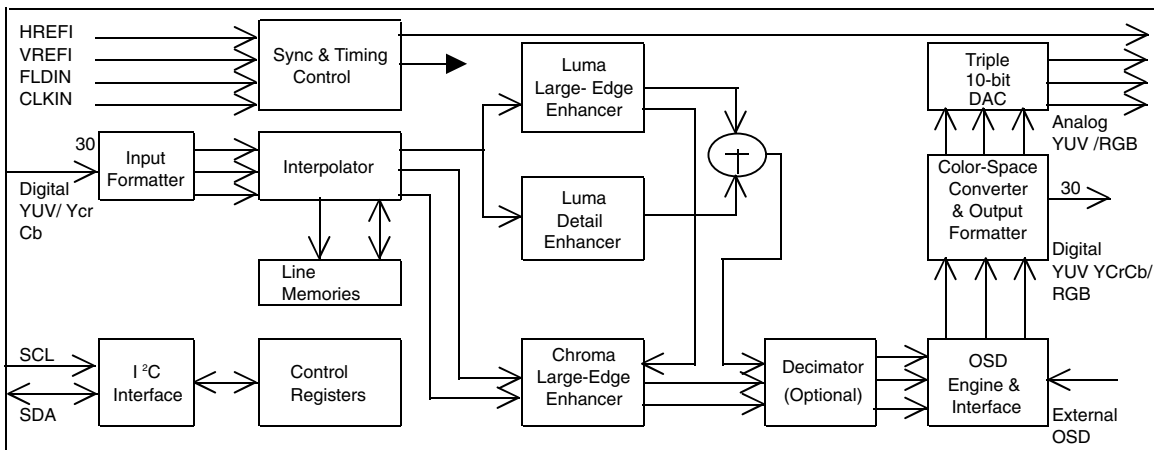 HREFI
VREFI
FLDIN
CLKIN
Sync & Timing
Control
Luma
Large- Edge
Enhancer
Triple
10-bit
DAC
Analog
YUV /RGB
30
Input
Formatter
Digital
YUV/ Ycr
Cb
Interpolator
Line
Memories
Luma
Detail
Enhancer
+
Color-Space
Converter
& Output
Formatter
30
Digital
YUV YCrCb/
RGB
SCL
SDA
I ²C
Interface
Control
Registers
Chroma
Large-Edge
Enhancer
Decimator
(Optional)
OSD
Engine &
Interface
External
OSD